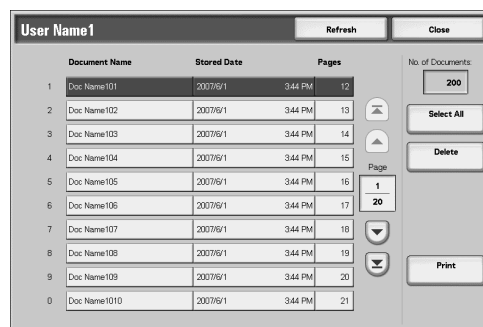 User Name1 Refresh Close
Document Name Stored Date Pages No. of Documents:
200
1 Doc Name101 2007/6/1 3:44 PM 12
2 Doc Name102 2007/6/1 3:44 PM 13
Select All
3 Doc Name103 2007/6/1 3:44 PM 14
4 Doc Name104 2007/6/1 3:44 PM 15
Delete
Page
5 Doc Name105 2007/6/1 3:44 PM 16
1
6 Doc Name106 2007/6/1 3:44 PM 17
20
7 Doc Name107 2007/6/1 3:44 PM 18
8 Doc Name108 2007/6/1 3:44 PM 19
Print
9 Doc Name109 2007/6/1 3:44 PM 20
0 Doc Name1010 2007/6/1 3:44 PM 21